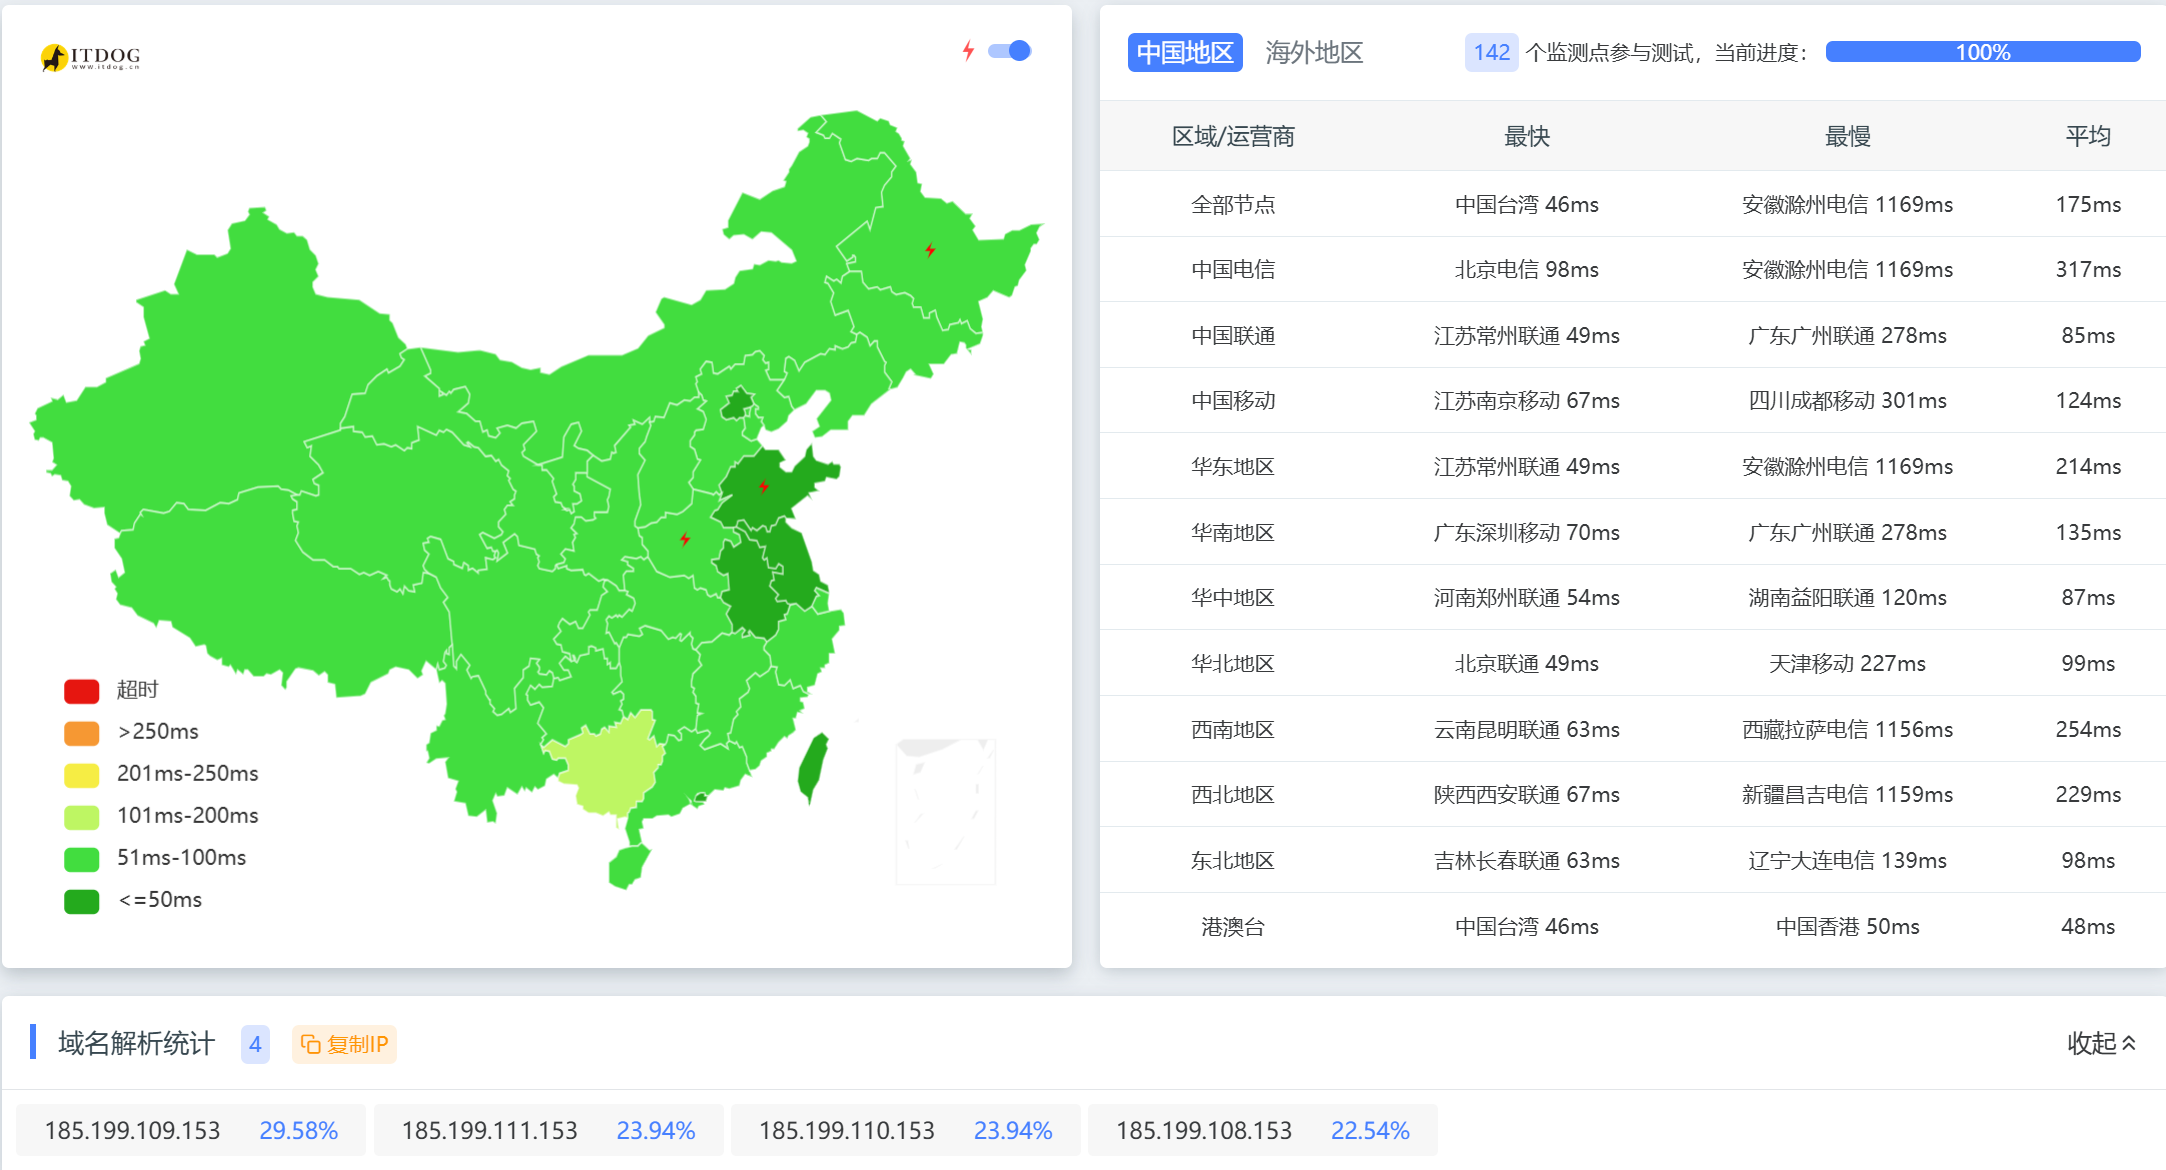 ITDOG
www.itdog.cn
超时
>250ms
201ms-250ms
101ms-200ms
51ms-100ms
<=50ms
中国地区 海外地区 142 个监测点参与测试，当前进度： 100%
区域/运营商 最快 最慢 平均
全部节点 中国台湾 46ms 安徽滁州电信 1169ms 175ms
中国电信 北京电信 98ms 安徽滁州电信 1169ms 317ms
中国联通 江苏常州联通 49ms 广东广州联通 278ms 85ms
中国移动 江苏南京移动 67ms 四川成都移动 301ms 124ms
华东地区 江苏常州联通 49ms 安徽滁州电信 1169ms 214ms
华南地区 广东深圳移动 70ms 广东广州联通 278ms 135ms
华中地区 河南郑州联通 54ms 湖南益阳联通 120ms 87ms
华北地区 北京联通 49ms 天津移动 227ms 99ms
西南地区 云南昆明联通 63ms 西藏拉萨电信 1156ms 254ms
西北地区 陕西西安联通 67ms 新疆昌吉电信 1159ms 229ms
东北地区 吉林长春联通 63ms 辽宁大连电信 139ms 98ms
港澳台 中国台湾 46ms 中国香港 50ms 48ms
域名解析统计 4 复制IP 收起
185.199.109.153 29.58% 185.199.111.153 23.94% 185.199.110.153 23.94% 185.199.108.153 22.54%